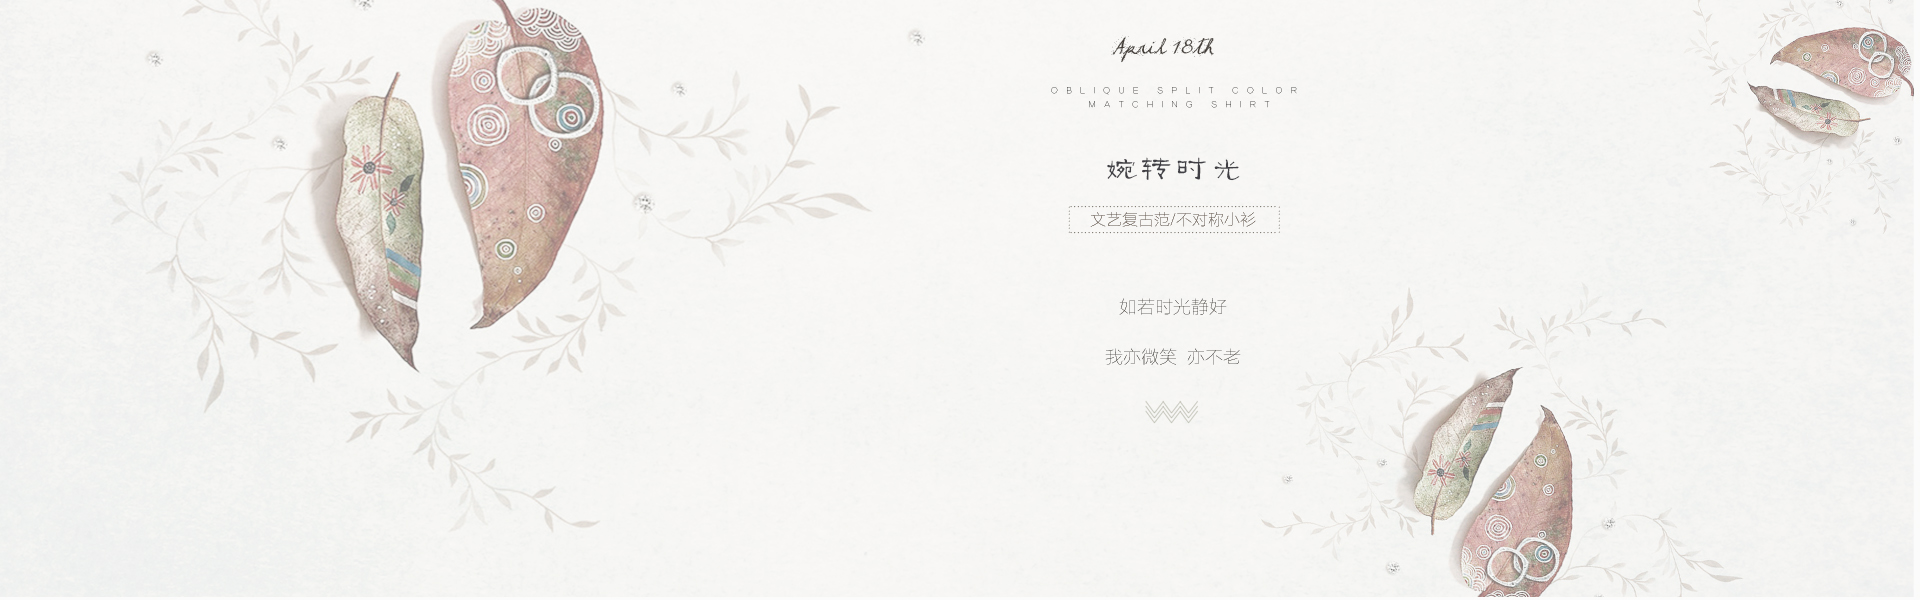 April 18th
OBLIQUE SPLIT COLOR
MATCHING SHIRT
婉转时光
文艺复古范/不对称小衫
如若时光静好
我亦微笑 亦不老